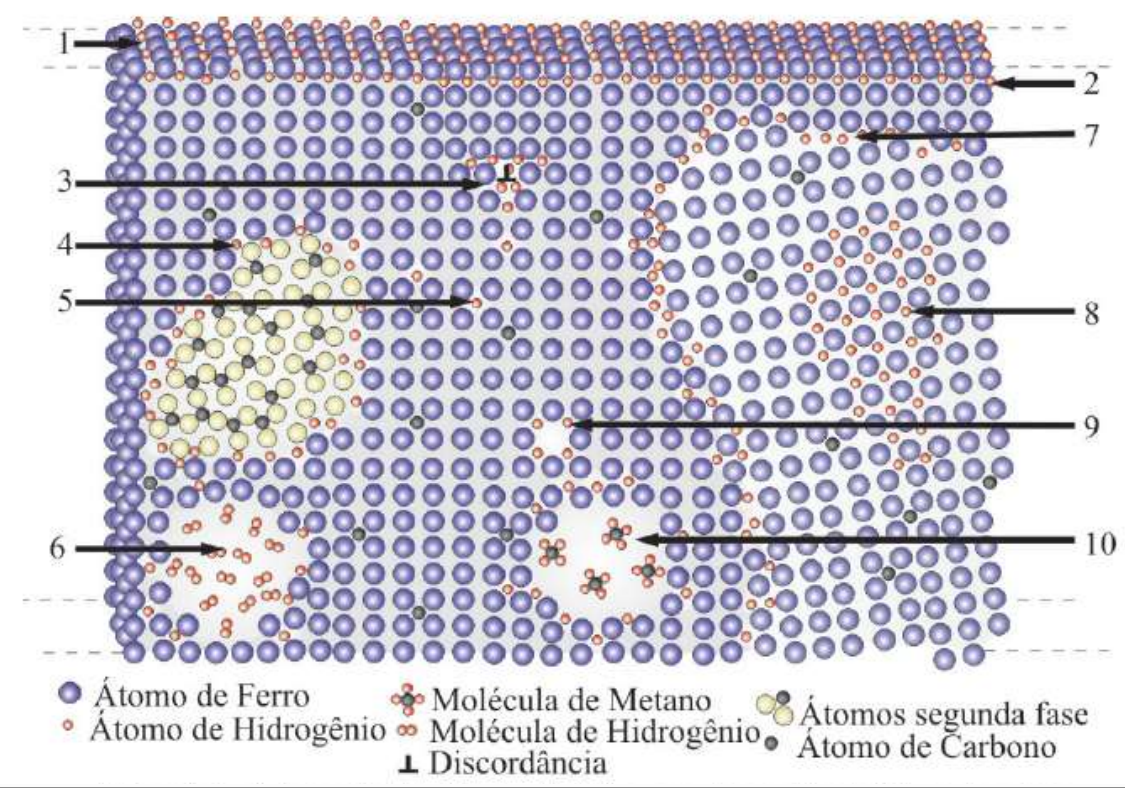 1
2
7
3
4
5
8
9
6
10
Átomo de Ferro
Molécula de Metano
Átomos segunda fase
Átomo de Hidrogênio
Molécula de Hidrogênio
Átomo de Carbono
Discordância